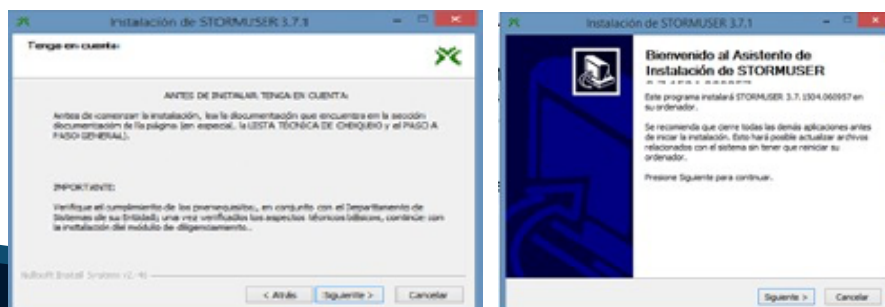 Instalación de STORMUSER 3.7.1
Tenga en cuenta:
ANTES DE INSTALAR TENGA EN CUENTA:
Antes de comenzar la instalación, lea la documentación que encuentra en la sección
documentación de la página (en especial, la LISTA TÉCNICA DE CHEQUEO y el PASO A
PASO GENERAL).
IMPORTANTE:
Verifique el cumplimiento de los prerrequisitos, en conjunto con el Departamento de
Sistemas de su Entidad; una vez verificados los aspectos técnicos básicos, continúe con
la instalación del módulo de diligenciamiento..
Nullsoft Install System v2.46
< Atrás
Siguiente >
Cancelar
Instalación de STORMUSER 3.7.1
Bienvenido al Asistente de
Instalación de STORMUSER
Este programa instalará STORMUSER 3.7.1504.060957 en
su ordenador.
Se recomienda que cierre todas las demás aplicaciones antes
de iniciar la instalación. Esto hará posible actualizar archivos
relacionados con el sistema sin tener que reiniciar su
ordenador.
Presione Siguiente para continuar.
Siguiente >
Cancelar